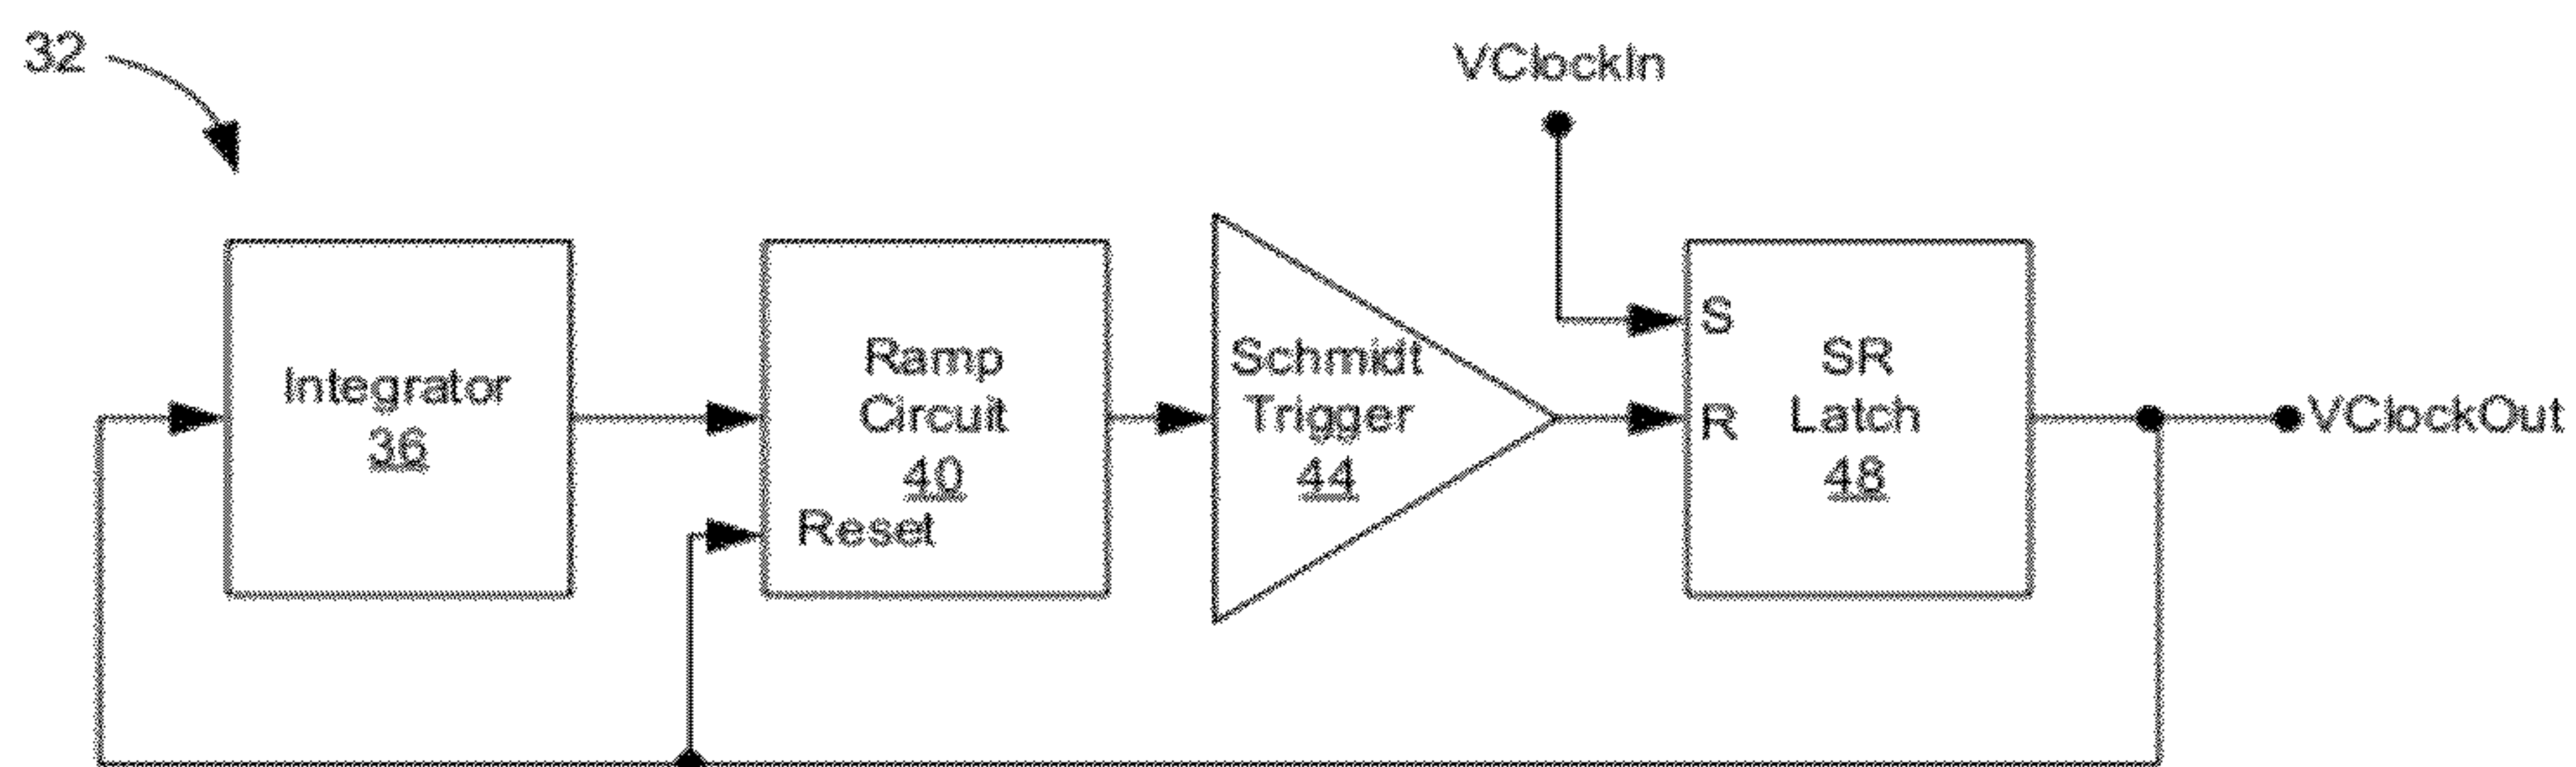 32
VClockIn
Integrator
36
Ramp
Circuit
40
Reset
Schmidt
Trigger
44
S
R
SR
Latch
48
VClockOut